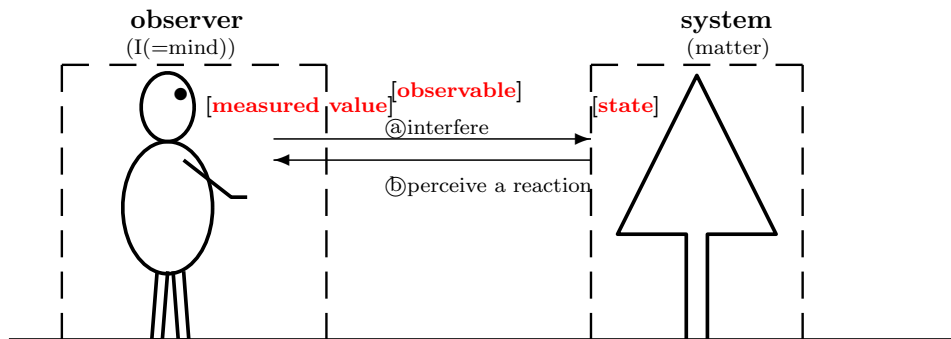 observer
(I(=mind))
system
(matter)
[measured value]
[observable]
[state]
ⓐinterfere
ⓑperceive a reaction